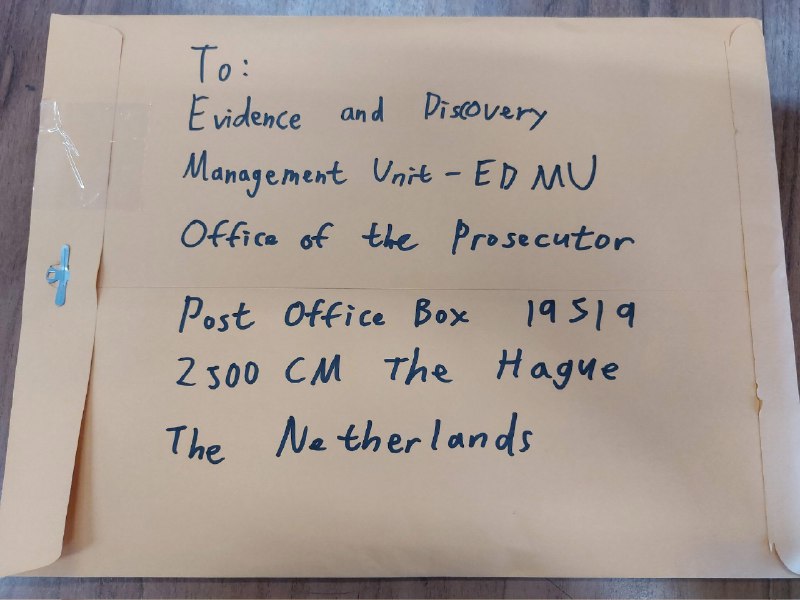 To:
Evidence and Discovery
Management Unit - EDMU
Office of the Prosecutor
Post Office Box 19519
2500 CM The Hague
The Netherlands